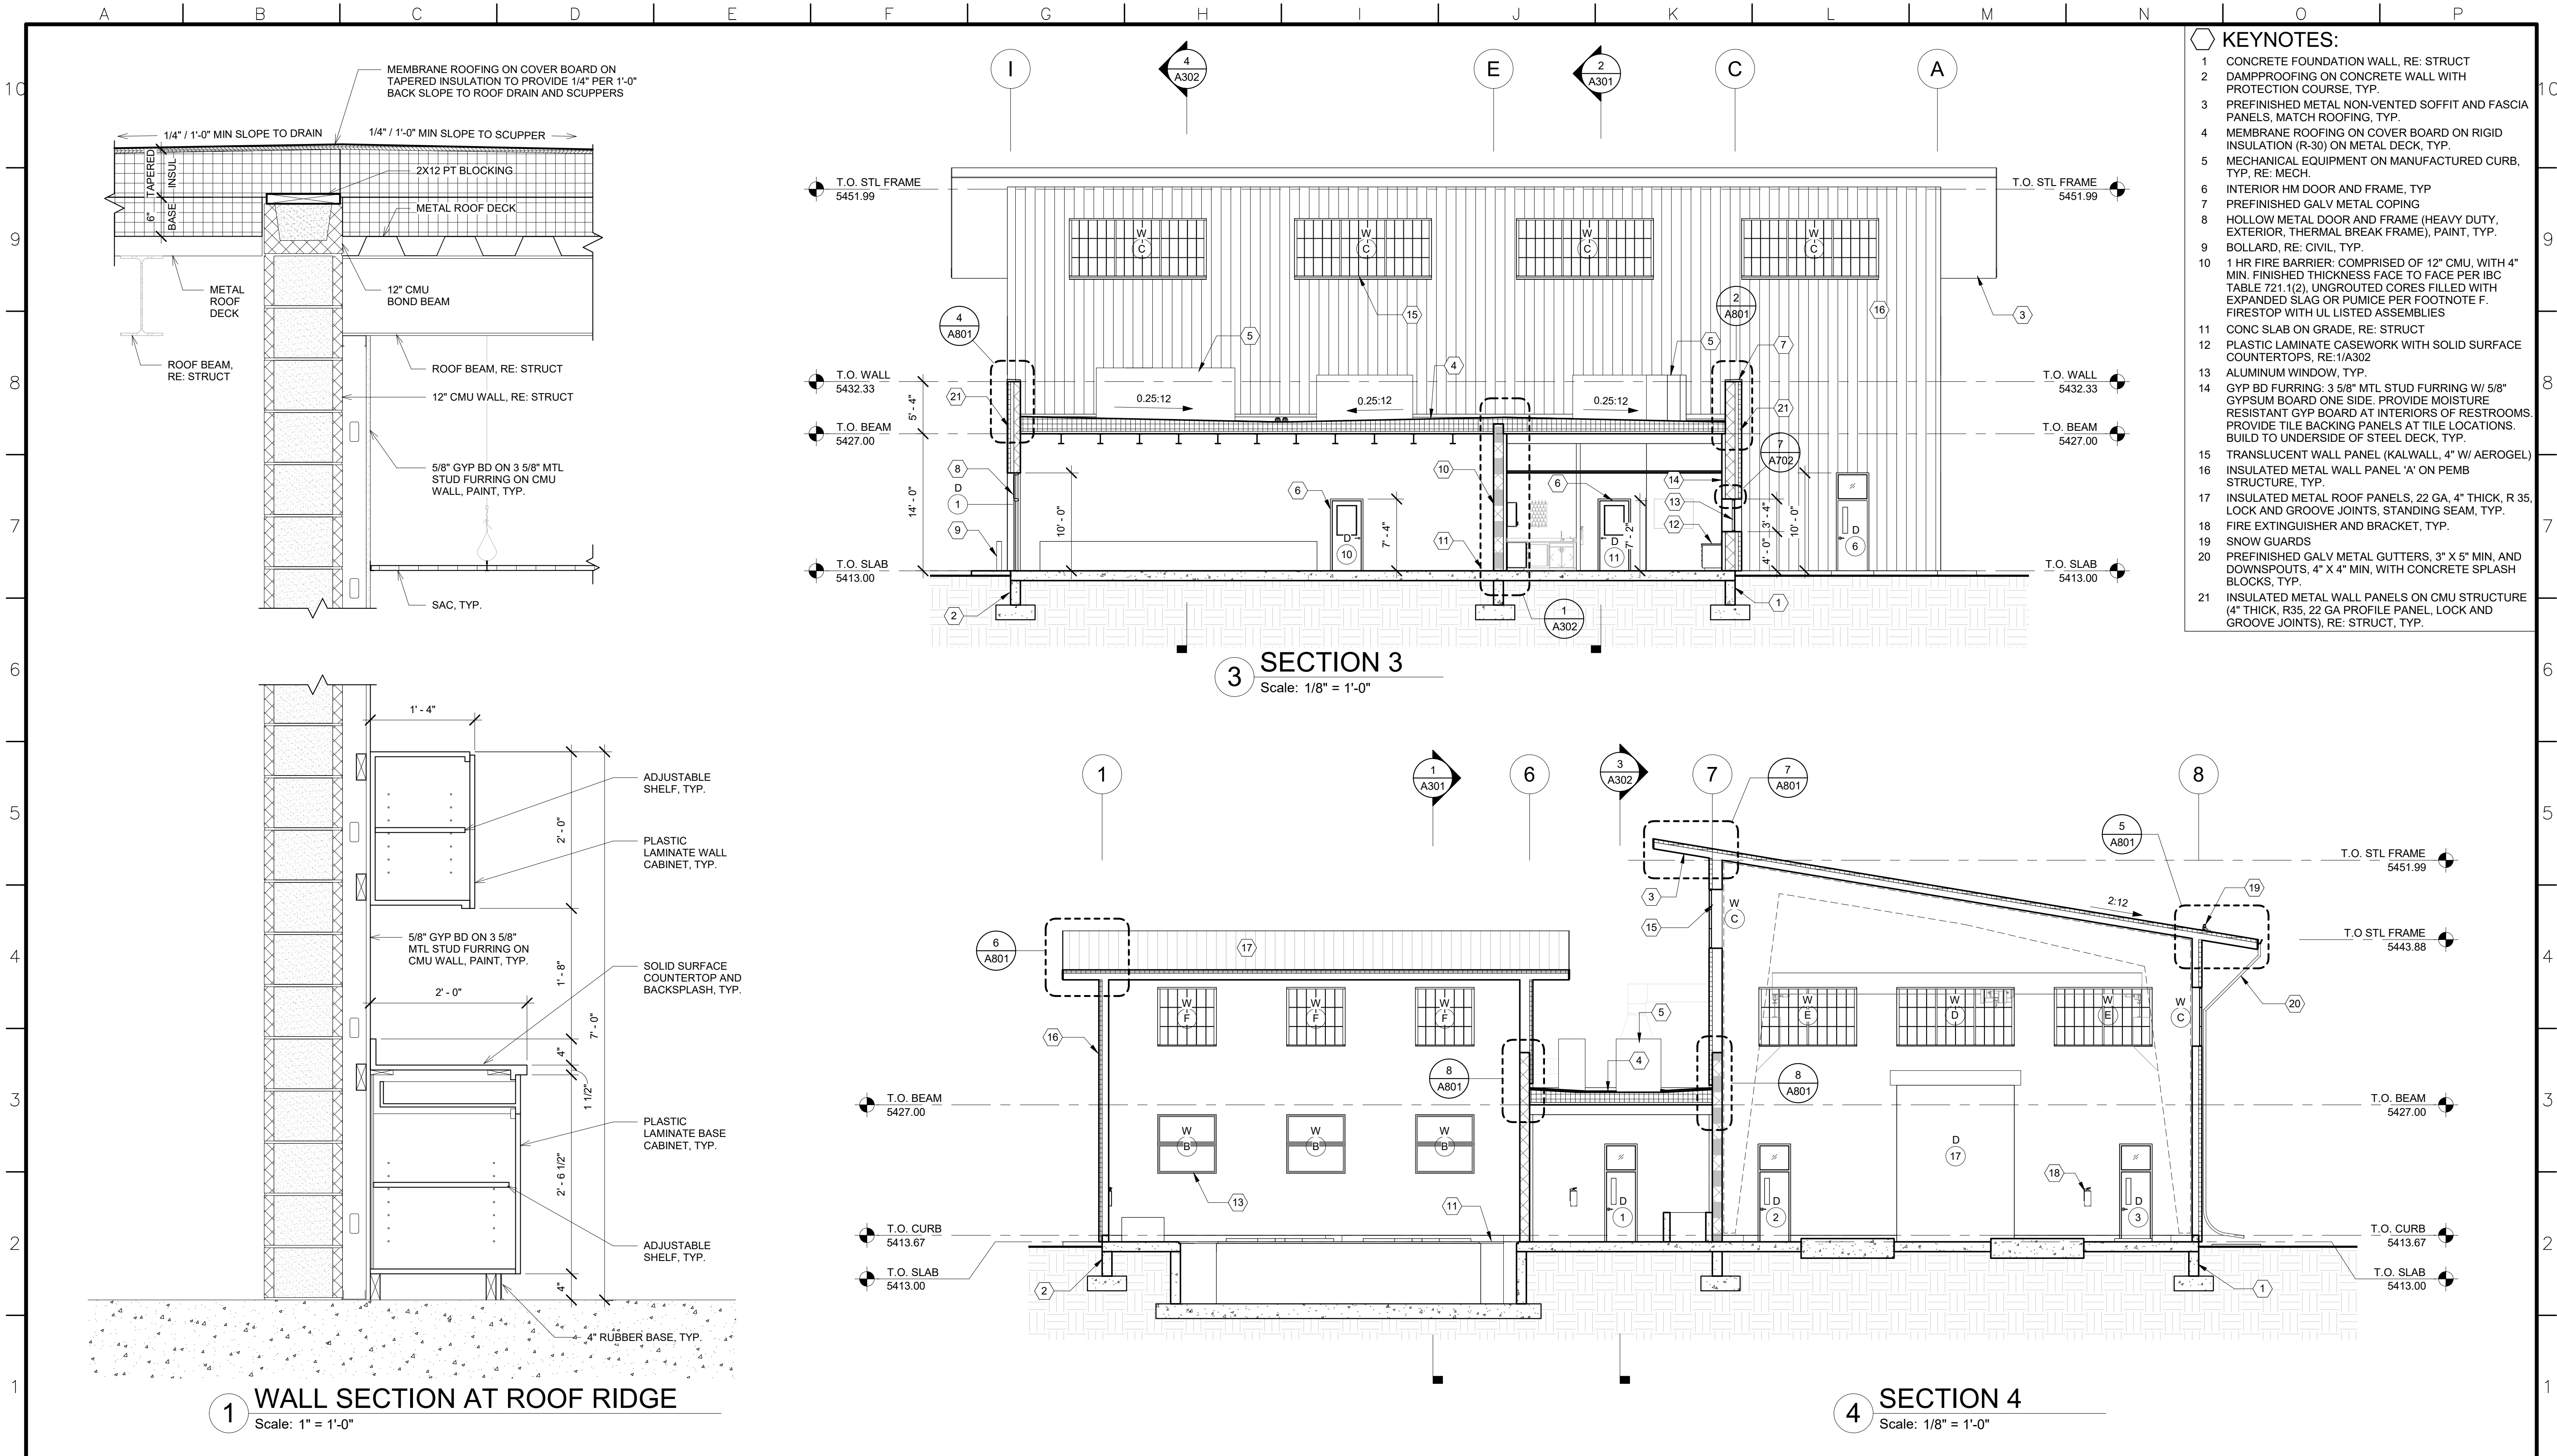 A B C D E F G H I J K L M N O P
10
9
8
7
6
5
4
3
2
1
10
9
8
7
6
5
4
3
2
1
MEMBRANE ROOFING ON COVER BOARD ON
TAPERED INSULATION TO PROVIDE 1/4" PER 1'-0"
BACK SLOPE TO ROOF DRAIN AND SCUPPERS
1/4" / 1'-0" MIN SLOPE TO DRAIN
1/4" / 1'-0" MIN SLOPE TO SCUPPER
TAPERED
INSUL
6"
BASE
2X12 PT BLOCKING
METAL ROOF DECK
METAL
ROOF
DECK
12" CMU
BOND BEAM
ROOF BEAM,
RE: STRUCT
ROOF BEAM, RE: STRUCT
12" CMU WALL, RE: STRUCT
5/8" GYP BD ON 3 5/8" MTL
STUD FURRING ON CMU
WALL, PAINT, TYP.
SAC, TYP.
1' - 4"
ADJUSTABLE
SHELF, TYP.
2' - 0"
PLASTIC
LAMINATE WALL
CABINET, TYP.
5/8" GYP BD ON 3 5/8"
MTL STUD FURRING ON
CMU WALL, PAINT, TYP.
1' - 8"
SOLID SURFACE
COUNTERTOP AND
BACKSPLASH, TYP.
2' - 0"
7' - 0"
4"
1 1/2"
PLASTIC
LAMINATE BASE
CABINET, TYP.
2' - 6 1/2"
ADJUSTABLE
SHELF, TYP.
4"
4" RUBBER BASE, TYP.
1 WALL SECTION AT ROOF RIDGE
Scale: 1" = 1'-0"
I
4
A302
E
2
A301
C
A
T.O. STL FRAME
5451.99
T.O. STL FRAME
5451.99
W
C
W
C
W
C
W
C
15
16
3
4
A801
2
A801
5
5
7
4
T.O. WALL
5432.33
T.O. WALL
5432.33
21
5' - 4"
0.25:12
0.25:12
0.25:12
21
T.O. BEAM
5427.00
T.O. BEAM
5427.00
7
A702
8
D
1
9
14' - 0"
10' - 0"
6
D
10
7' - 4"
10
11
6
D
11
7' - 2"
14
13
12
3' - 4"
4' - 0"
10' - 0"
D
6
T.O. SLAB
5413.00
T.O. SLAB
5413.00
2
1
A302
1
3 SECTION 3
Scale: 1/8" = 1'-0"
KEYNOTES:
1 CONCRETE FOUNDATION WALL, RE: STRUCT
2 DAMPPROOFING ON CONCRETE WALL WITH
PROTECTION COURSE, TYP.
3 PREFINISHED METAL NON-VENTED SOFFIT AND FASCIA
PANELS, MATCH ROOFING, TYP.
4 MEMBRANE ROOFING ON COVER BOARD ON RIGID
INSULATION (R-30) ON METAL DECK, TYP.
5 MECHANICAL EQUIPMENT ON MANUFACTURED CURB,
TYP, RE: MECH.
6 INTERIOR HM DOOR AND FRAME, TYP
7 PREFINISHED GALV METAL COPING
8 HOLLOW METAL DOOR AND FRAME (HEAVY DUTY,
EXTERIOR, THERMAL BREAK FRAME), PAINT, TYP.
9 BOLLARD, RE: CIVIL, TYP.
10 1 HR FIRE BARRIER: COMPRISED OF 12" CMU, WITH 4"
MIN. FINISHED THICKNESS FACE TO FACE PER IBC
TABLE 721.1(2), UNGROUTED CORES FILLED WITH
EXPANDED SLAG OR PUMICE PER FOOTNOTE F.
FIRESTOP WITH UL LISTED ASSEMBLIES
11 CONC SLAB ON GRADE, RE: STRUCT
12 PLASTIC LAMINATE CASEWORK WITH SOLID SURFACE
COUNTERTOPS, RE:1/A302
13 ALUMINUM WINDOW, TYP.
14 GYP BD FURRING: 3 5/8" MTL STUD FURRING W/ 5/8"
GYPSUM BOARD ONE SIDE. PROVIDE MOISTURE
RESISTANT GYP BOARD AT INTERIORS OF RESTROOMS.
PROVIDE TILE BACKING PANELS AT TILE LOCATIONS.
BUILD TO UNDERSIDE OF STEEL DECK, TYP.
15 TRANSLUCENT WALL PANEL (KALWALL, 4" W/ AEROGEL)
16 INSULATED METAL WALL PANEL 'A' ON PEMB
STRUCTURE, TYP.
17 INSULATED METAL ROOF PANELS, 22 GA, 4" THICK, R 35,
LOCK AND GROOVE JOINTS, STANDING SEAM, TYP.
18 FIRE EXTINGUISHER AND BRACKET, TYP.
19 SNOW GUARDS
20 PREFINISHED GALV METAL GUTTERS, 3" X 5" MIN, AND
DOWNSPOUTS, 4" X 4" MIN, WITH CONCRETE SPLASH
BLOCKS, TYP.
21 INSULATED METAL WALL PANELS ON CMU STRUCTURE
(4" THICK, R35, 22 GA PROFILE PANEL, LOCK AND
GROOVE JOINTS), RE: STRUCT, TYP.
1
1
A301
6
3
A302
7
7
A801
8
5
A801
T.O. STL FRAME
5451.99
3
19
2:12
W
C
15
6
A801
17
T.O STL FRAME
5443.88
W
F
W
F
W
F
5
W
E
W
D
W
E
W
C
20
16
4
8
A801
8
A801
T.O. BEAM
5427.00
T.O. BEAM
5427.00
W
B
W
B
W
B
13
11
D
1
D
2
D
17
18
D
3
T.O. CURB
5413.67
T.O. CURB
5413.67
T.O. SLAB
5413.00
T.O. SLAB
5413.00
2
1
4 SECTION 4
Scale: 1/8" = 1'-0"